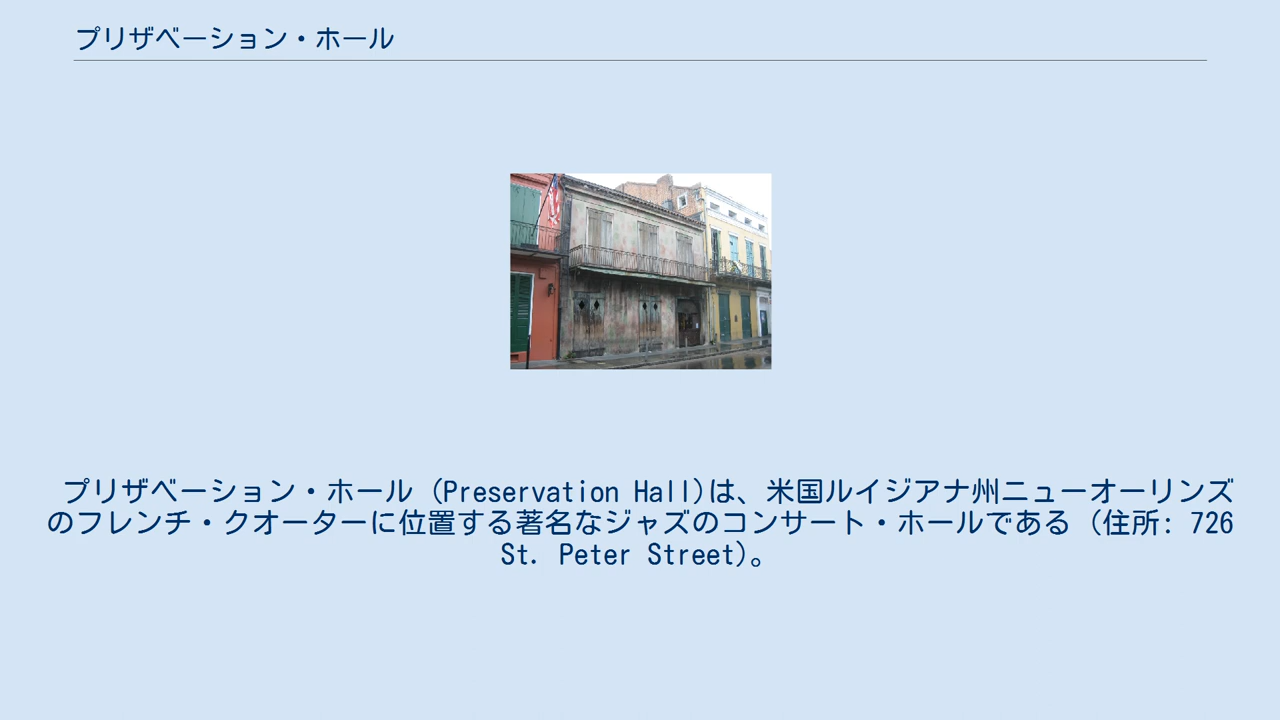 プリザベーション・ホール
プリザベーション・ホール (Preservation Hall)は、米国ルイジアナ州ニューオーリンズ
のフレンチ・クオーターに位置する著名なジャズのコンサート・ホールである (住所: 726
St. Peter Street)。